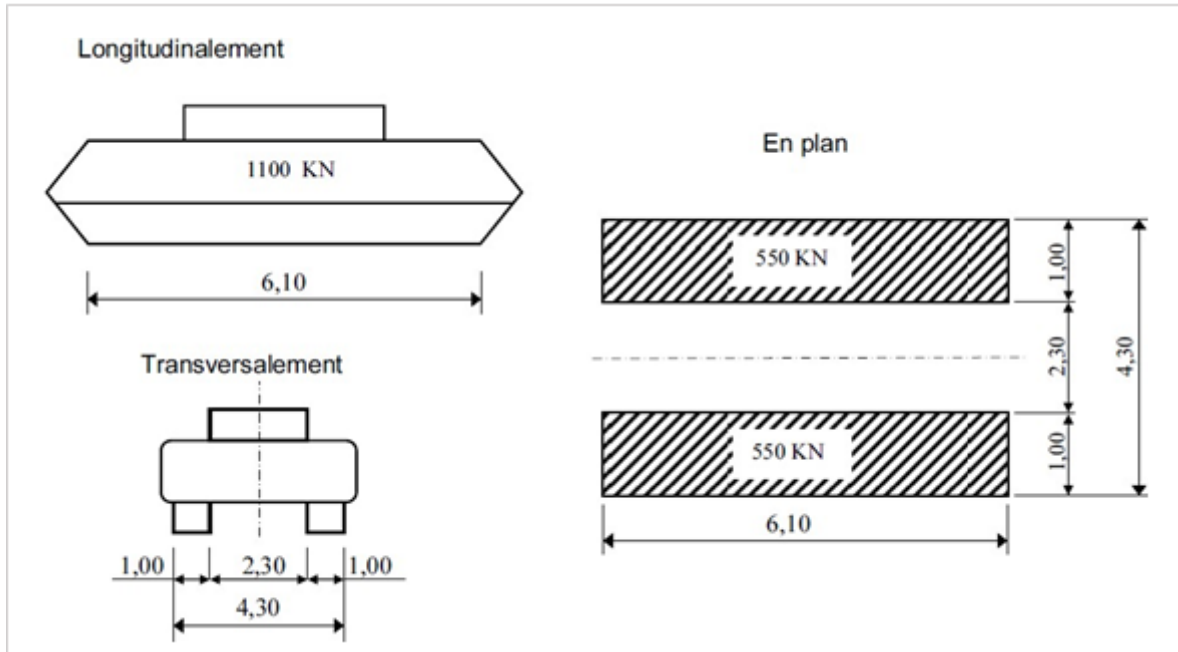 Longitudinalement
1100 KN
6,10
Transversalement
1,00 2,30 1,00
4,30
En plan
550 KN
1,00
2,30
4,30
550 KN
1,00
6,10